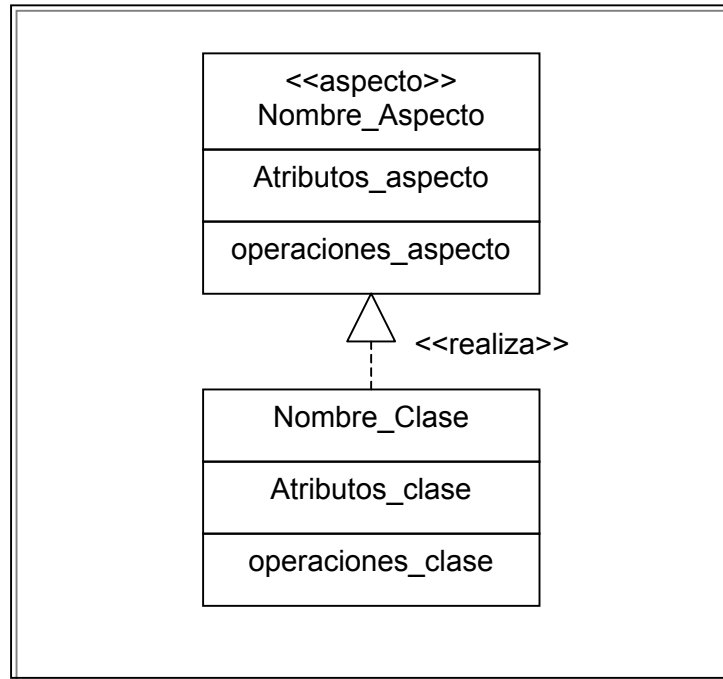 <<aspecto>>
Nombre_Aspecto
Atributos_aspecto
operaciones_aspecto
<<realiza>>
Nombre_Clase
Atributos_clase
operaciones_clase